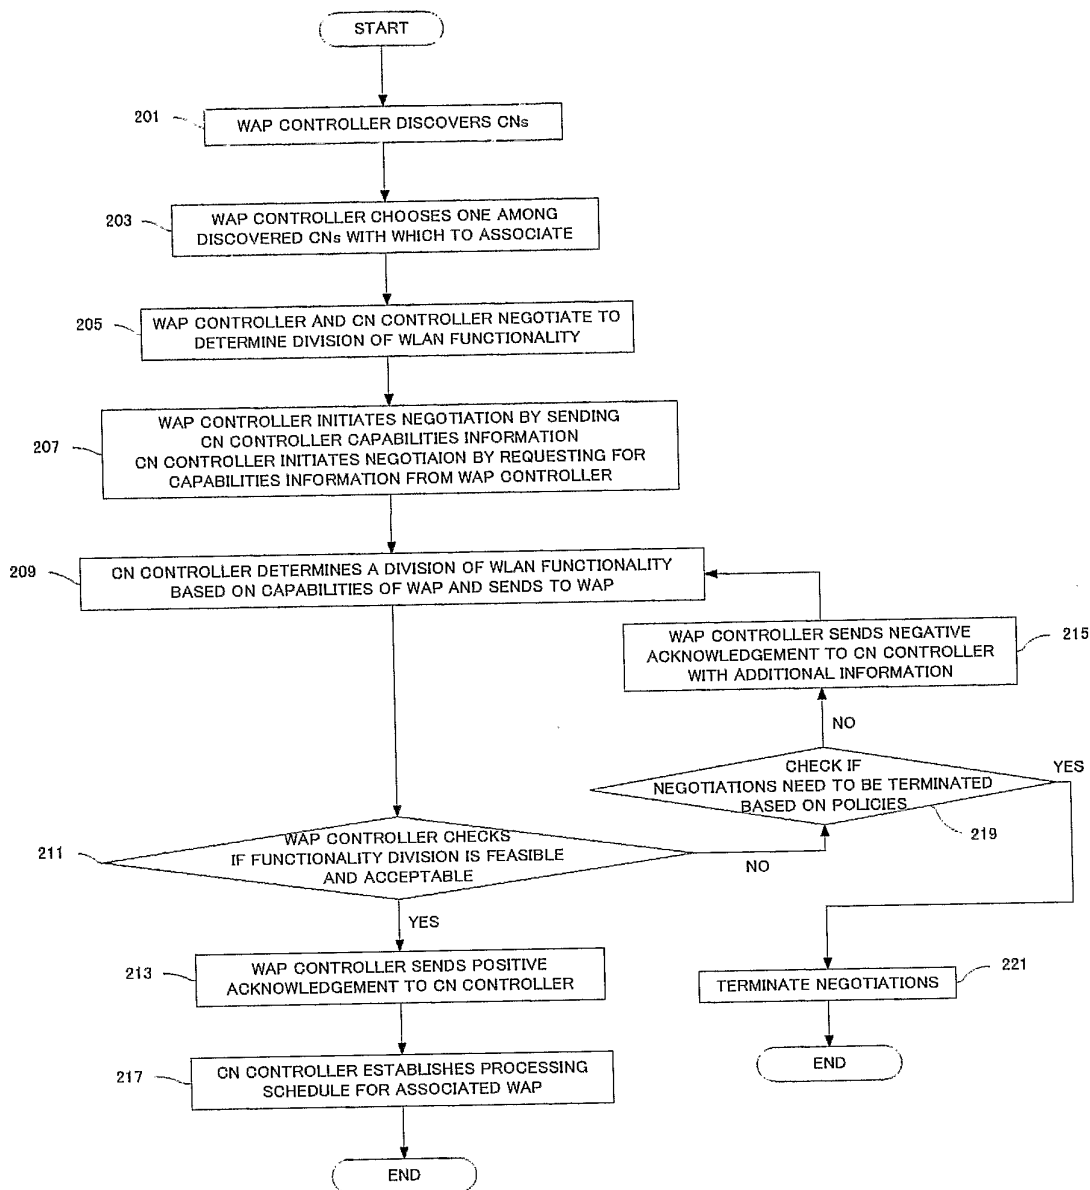 START
201
WAP CONTROLLER DISCOVERS CNs
203
WAP CONTROLLER CHOOSES ONE AMONG
DISCOVERED CNs WITH WHICH TO ASSOCIATE
205
WAP CONTROLLER AND CN CONTROLLER NEGOTIATE TO
DETERMINE DIVISION OF WLAN FUNCTIONALITY
207
WAP CONTROLLER INITIATES NEGOTIATION BY SENDING
CN CONTROLLER CAPABILITIES INFORMATION
CN CONTROLLER INITIATES NEGOTIAION BY REQUESTING FOR
CAPABILITIES INFORMATION FROM WAP CONTROLLER
209
CN CONTROLLER DETERMINES A DIVISION OF WLAN FUNCTIONALITY
BASED ON CAPABILITIES OF WAP AND SENDS TO WAP
WAP CONTROLLER SENDS NEGATIVE
ACKNOWLEDGEMENT TO CN CONTROLLER
WITH ADDITIONAL INFORMATION
215
NO
CHECK IF
NEGOTIATIONS NEED TO BE TERMINATED
BASED ON POLICIES
YES
219
211
WAP CONTROLLER CHECKS
IF FUNCTIONALITY DIVISION IS FEASIBLE
AND ACCEPTABLE
NO
YES
213
WAP CONTROLLER SENDS POSITIVE
ACKNOWLEDGEMENT TO CN CONTROLLER
TERMINATE NEGOTIATIONS
221
217
CN CONTROLLER ESTABLISHES PROCESSING
SCHEDULE FOR ASSOCIATED WAP
END
END